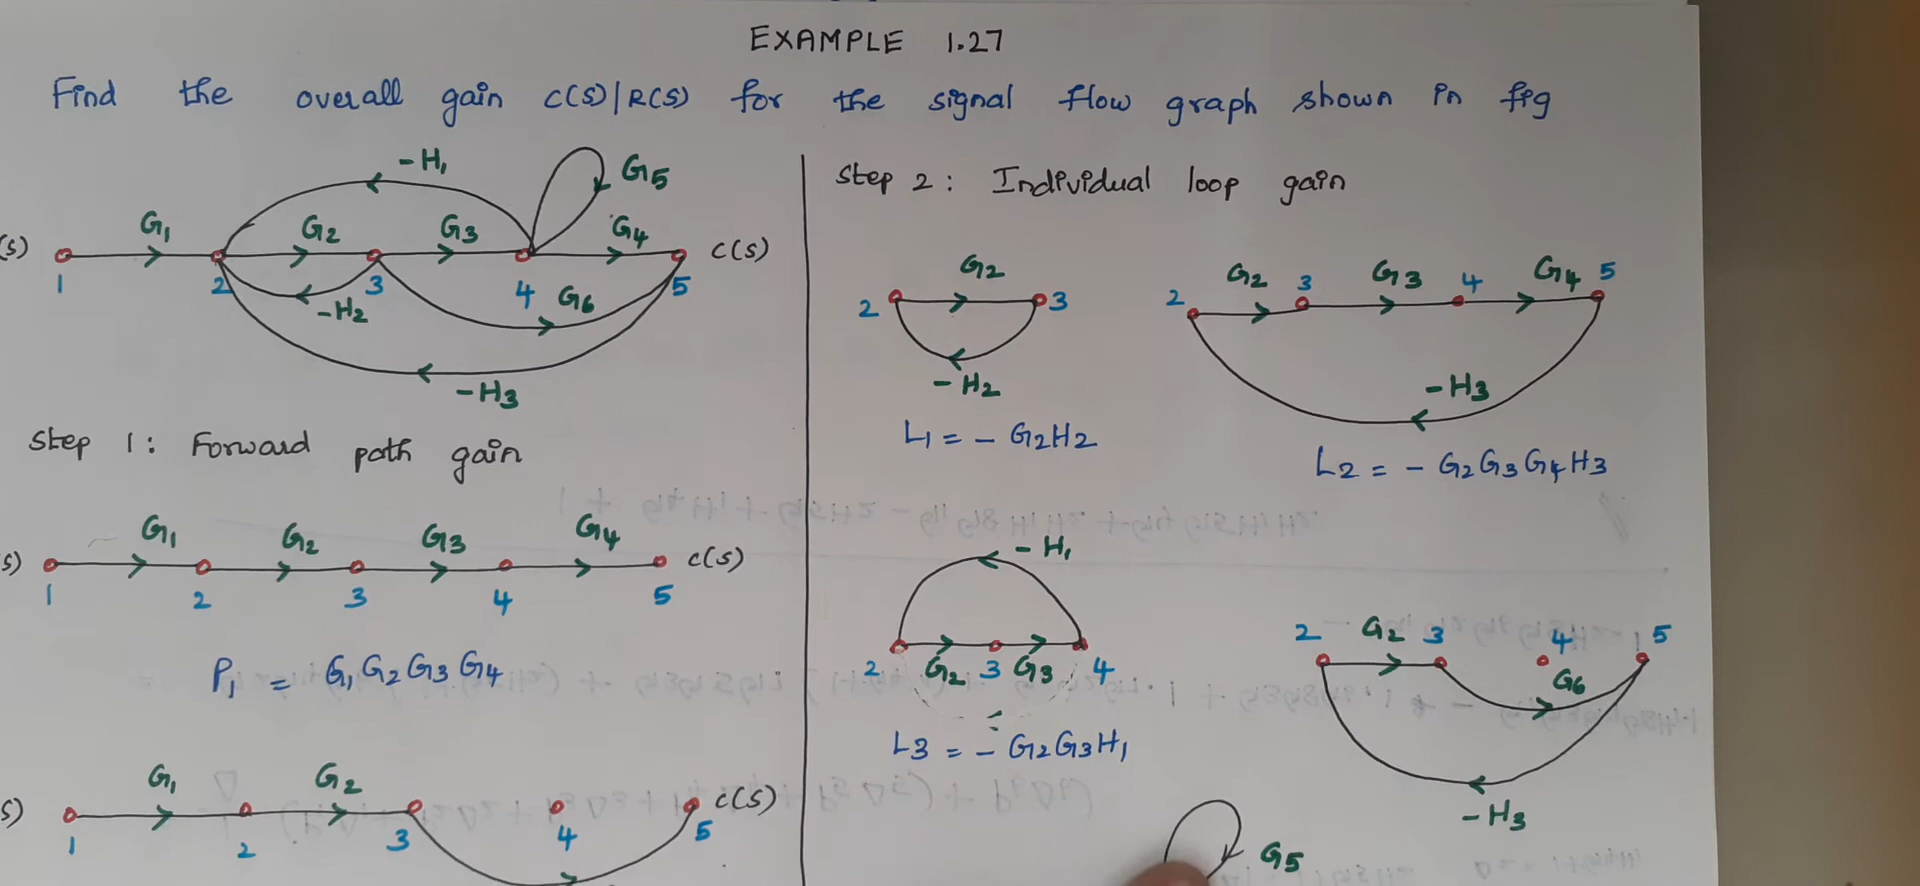 EXAMPLE 1.27
Find the overall gain C(S)|R(S) for the signal flow graph shown in fig
-H₁
G5
G₁ G₂ G₃ G₄
(S) C(S)
1 2 3 4 5
-H₂ G₆
-H₃
Step 1: Forward path gain
G₁ G₂ G₃ G₄
S) C(S)
1 2 3 4 5
P₁ = G₁G₂G₃G₄
G₁ G₂
S) C(S)
1 2 3 4 5
Step 2: Individual loop gain
G₂
2 3
-H₂
L₁ = - G₂H₂
G₂ G₃ G₄
2 3 4 5
-H₃
L₂ = - G₂G₃G₄H₃
-H₁
2 G₂ 3 G₃ 4
L₃ = - G₂G₃H₁
2 G₂ 3 4 5
G₆
-H₃
G5